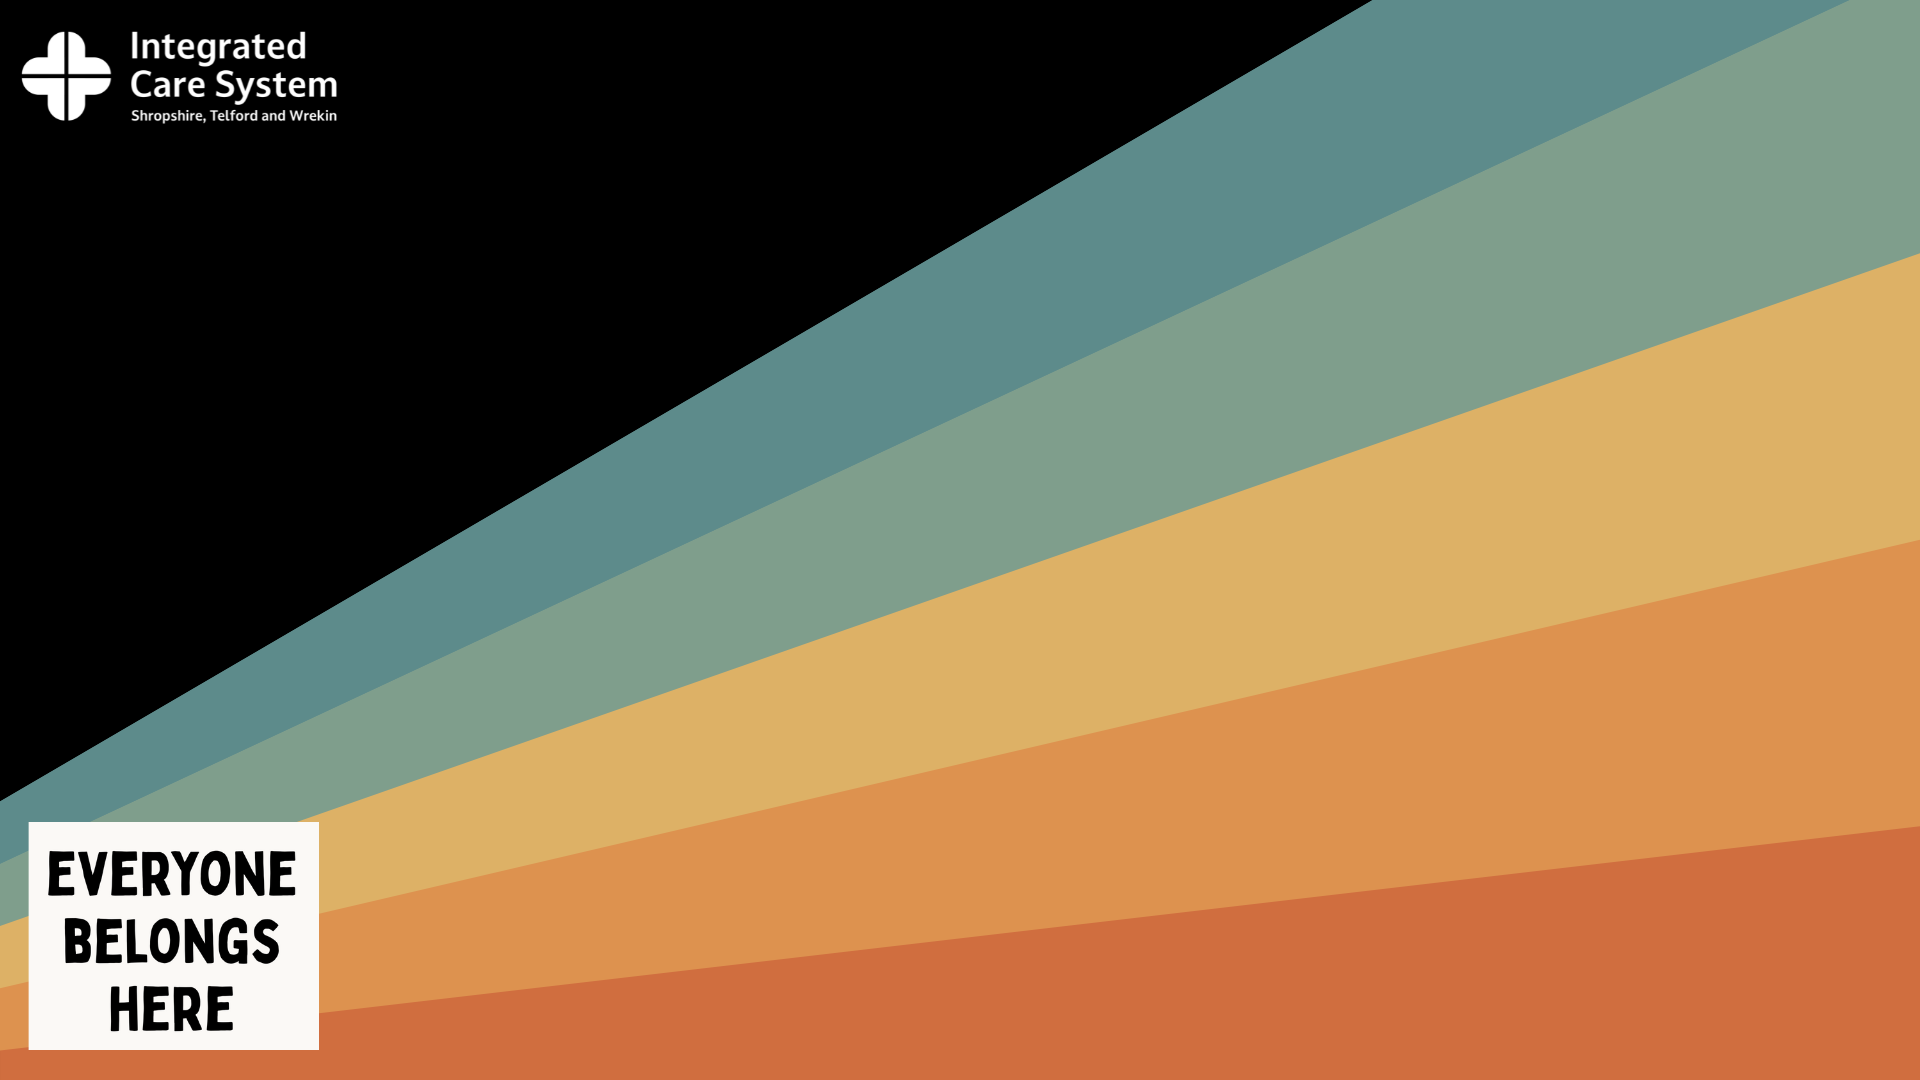 Integrated
Care System
Shropshire, Telford and Wrekin
EVERYONE
BELONGS
HERE